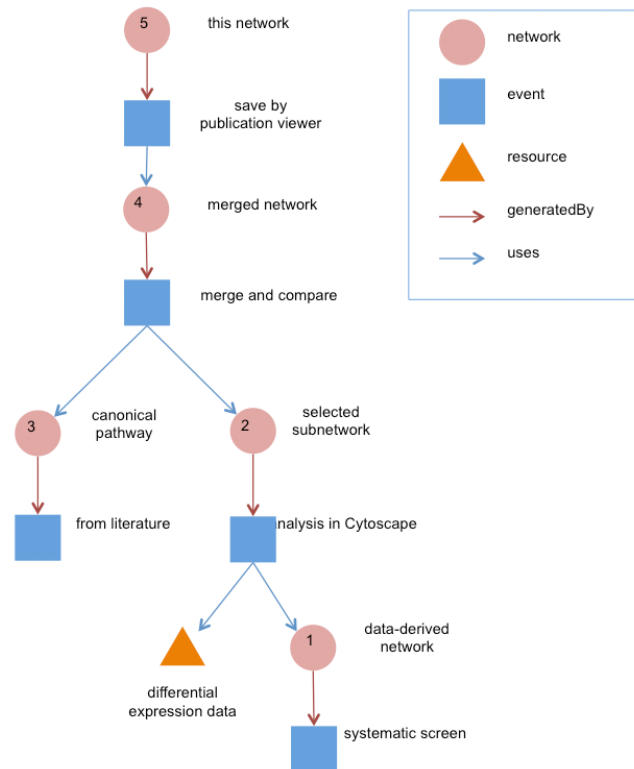 5
this network
network
save by
publication viewer
event
4
merged network
resource
generatedBy
uses
merge and compare
3
canonical
pathway
2
selected
subnetwork
from literature
nalysis in Cytoscape
1
data-derived
network
differential
expression data
systematic screen